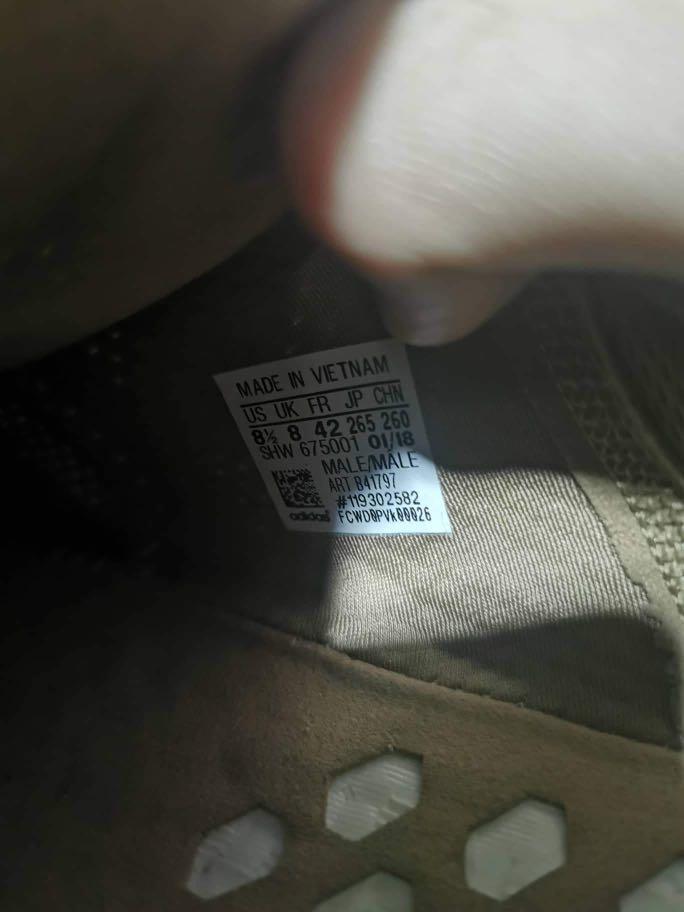 MADE IN VIETNAM
US UK FR JP CHN
8½ 8 42 265 260
SHW 675001 01/18
MALE/MALE
ART B41797
#119302582
adidas FCWD0PVk00026